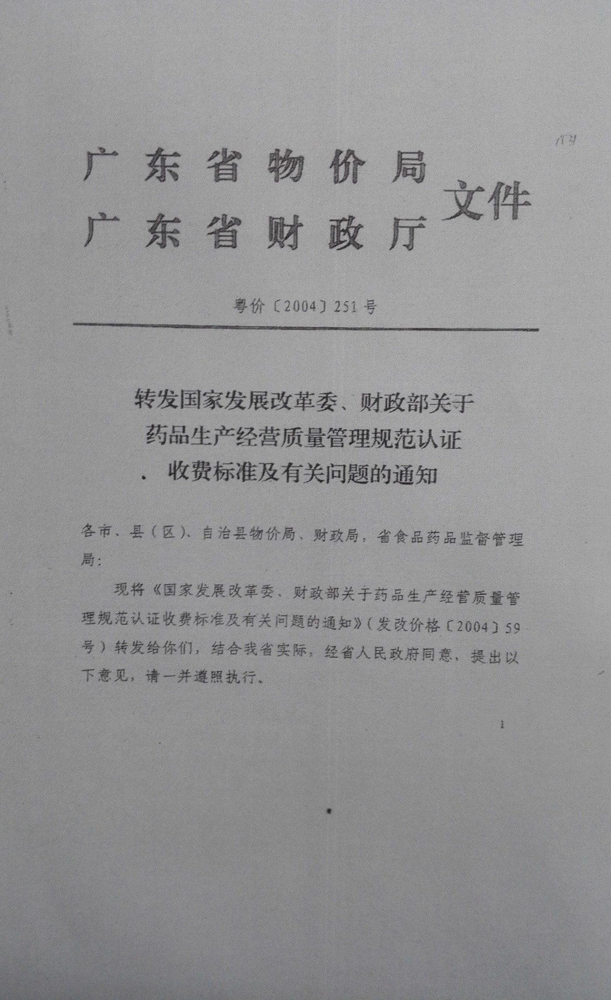 广东省物价局
广东省财政厅
文件
粤价〔2004〕251号
转发国家发展改革委、财政部关于
药品生产经营质量管理规范认证
收费标准及有关问题的通知
各市、县（区）、自治县物价局、财政局，省食品药品监督管理
局：
现将《国家发展改革委、财政部关于药品生产经营质量管
理规范认证收费标准及有关问题的通知》（发改价格〔2004〕59
号）转发给你们，结合我省实际，经省人民政府同意，提出以
下意见，请一并遵照执行。
1